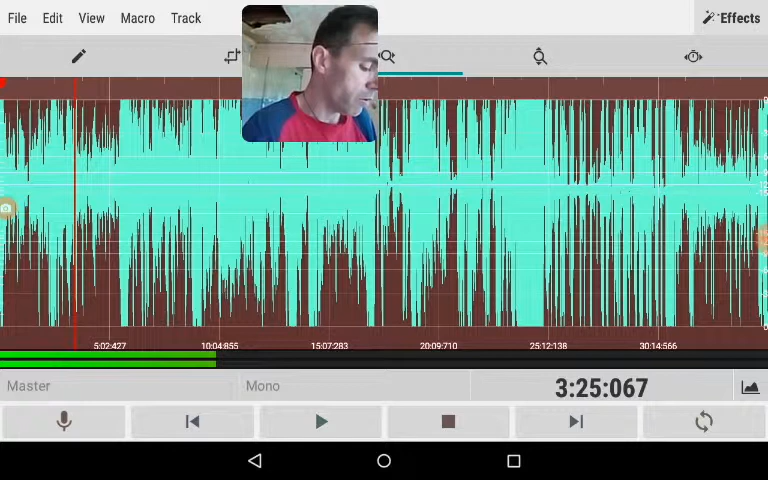 File Edit View Macro Track Effects
5:02:427 10:04:855 15:07:283 20:09:710 25:12:138 30:14:566
Master Mono 3:25:067